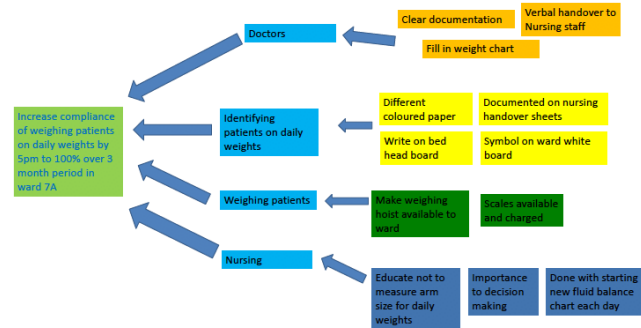 Doctors
Clear documentation
Verbal handover to
Nursing staff
Fill in weight chart
Increase compliance
of weighing patients
on daily weights by
5pm to 100% over 3
month period in
ward 7A
Identifying
patients on daily
weights
Different
coloured paper
Documented on nursing
handover sheets
Write on bed
head board
Symbol on ward white
board
Weighing patients
Make weighing
hoist available to
ward
Scales available
and charged
Nursing
Educate not to
measure arm
size for daily
weights
Importance
to decision
making
Done with starting
new fluid balance
chart each day